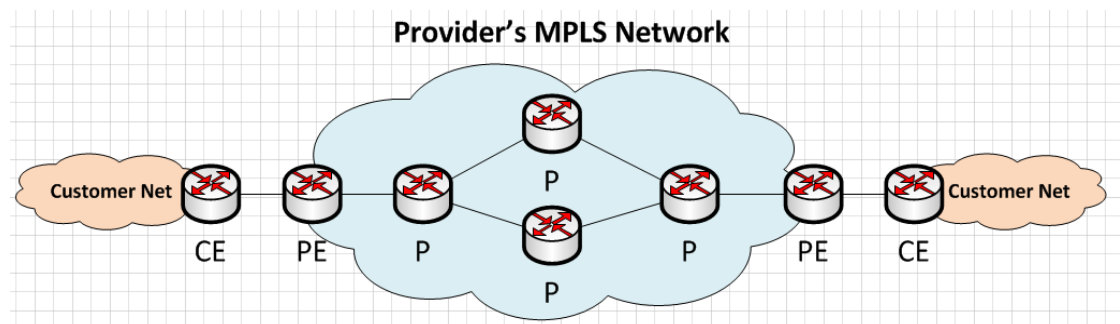 Provider's MPLS Network
P
Customer Net
Customer Net
CE
PE
P
P
PE
CE
P